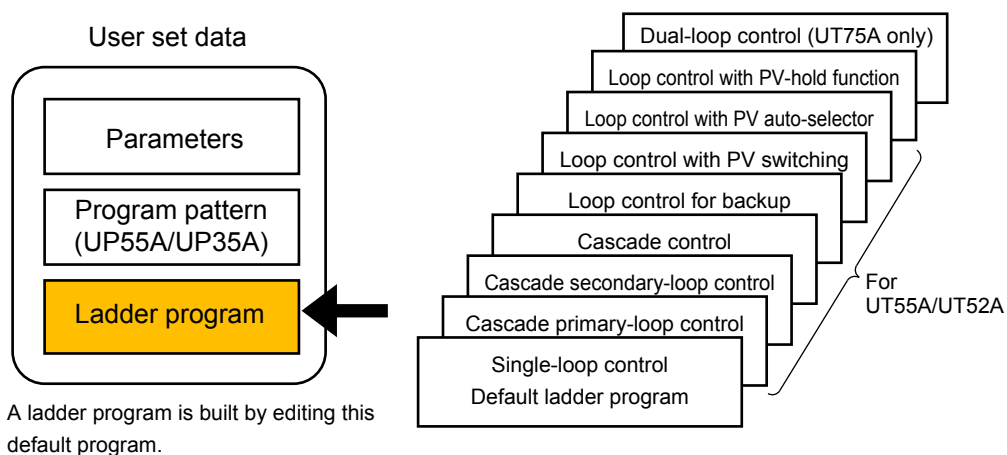 User set data
Parameters
Program pattern
(UP55A/UP35A)
Ladder program
A ladder program is built by editing this
default program.
Dual-loop control (UT75A only)
Loop control with PV-hold function
Loop control with PV auto-selector
Loop control with PV switching
Loop control for backup
Cascade control
Cascade secondary-loop control
Cascade primary-loop control
Single-loop control
Default ladder program
For
UT55A/UT52A